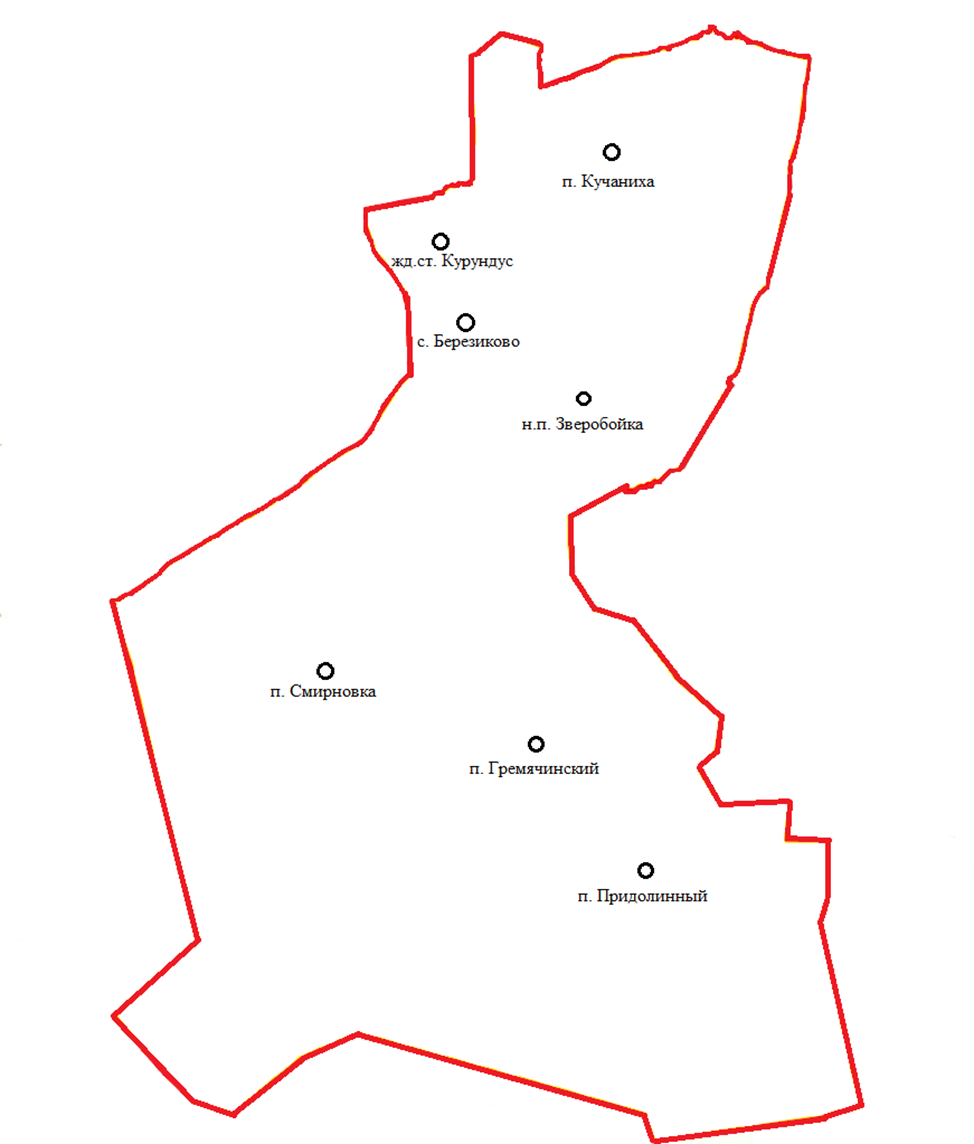 п. Кучаниха
жд.ст. Курундус
с. Березиково
н.п. Зверобойка
п. Смирновка
п. Гремячинский
п. Придолинный